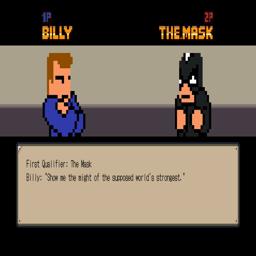 1P 2P
BILLY THE MASK
First Qualifier: The Mask
Billy: "Show me the might of the supposed world's strongest."